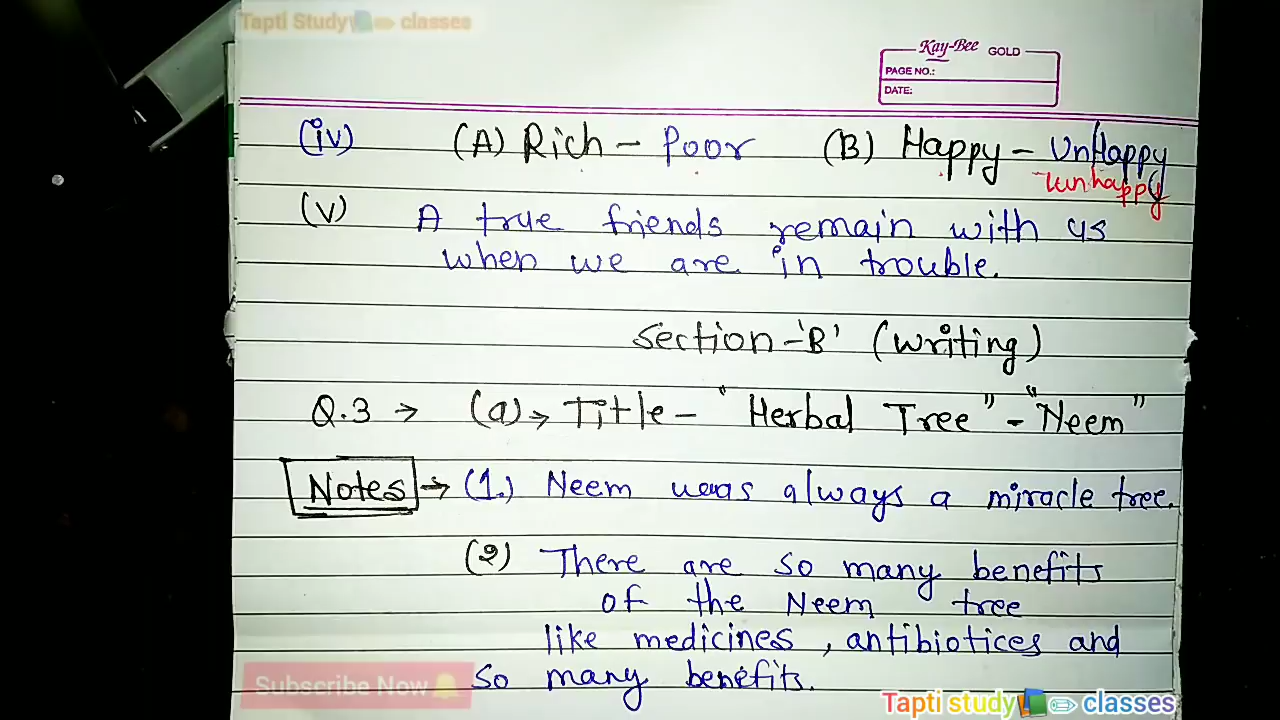 Tapti Study classes
Kay-Bee GOLD
PAGE NO.:
DATE:
(iv) (A) Rich - Poor (B) Happy - UnHappy
unhappy
(v) A true friends remain with us
when we are in trouble.
Section-'B' (Writing)
Q.3 → (a) → Title - "Herbal Tree" - "Neem"
Notes → (1.) Neem was always a miracle tree.
(2) There are so many benefits
of the Neem tree
like medicines, antibiotices and
so many benefits.
Subscribe Now
Tapti study classes